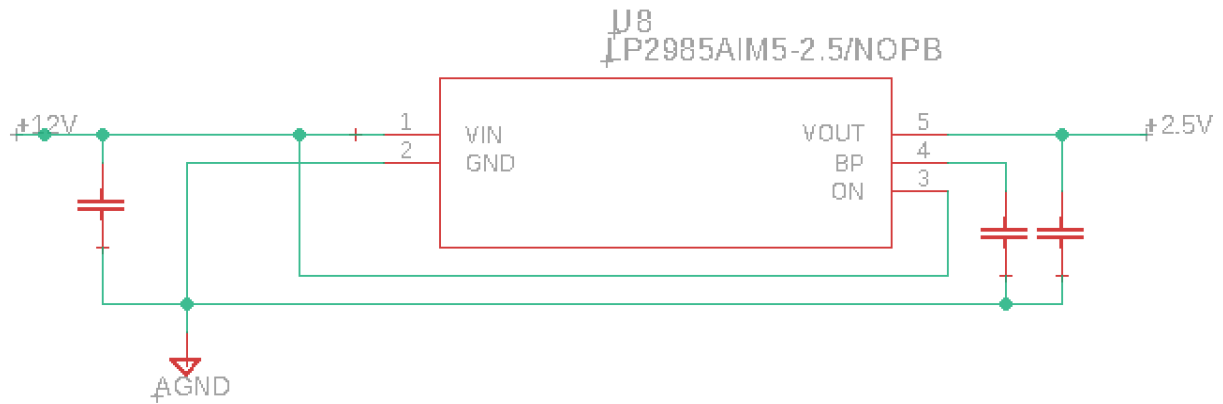 U8
LP2985AIM5-2.5/NOPB
+12V
1
VIN
2
GND
VOUT
5
+2.5V
BP
4
ON
3
AGND